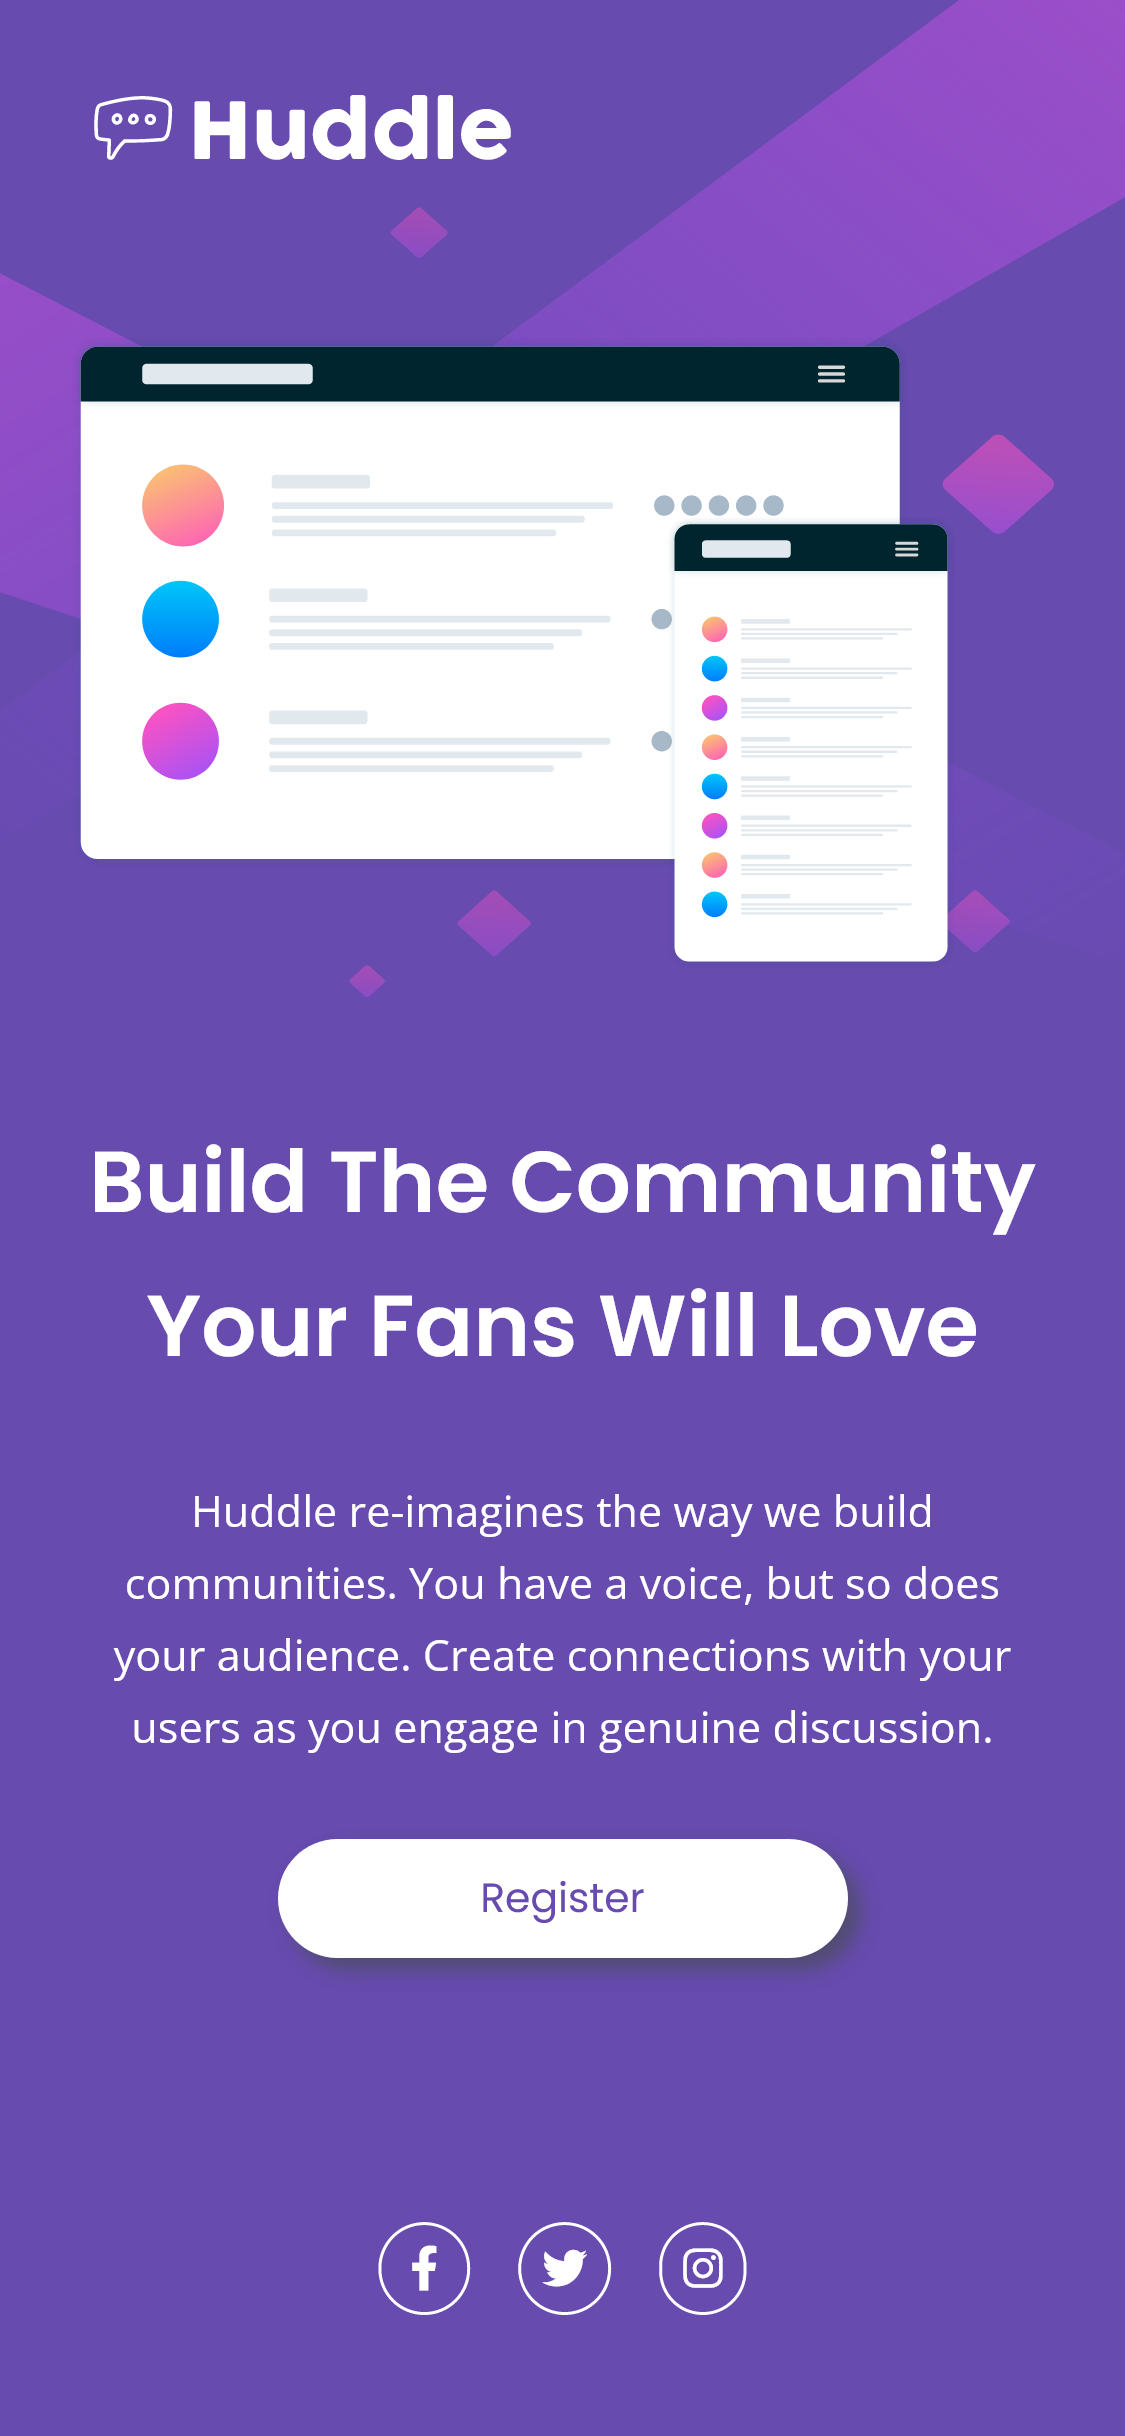 Huddle
Build The Community
Your Fans Will Love
Huddle re-imagines the way we build
communities. You have a voice, but so does
your audience. Create connections with your
users as you engage in genuine discussion.
Register